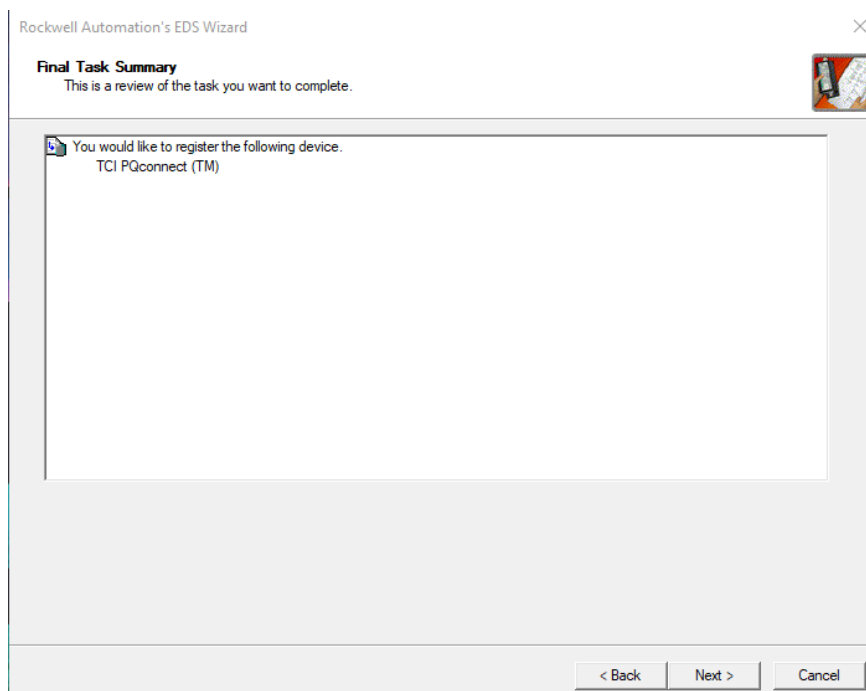 Rockwell Automation's EDS Wizard
Final Task Summary
This is a review of the task you want to complete.
You would like to register the following device.
TCI PQconnect (TM)
< Back
Next >
Cancel